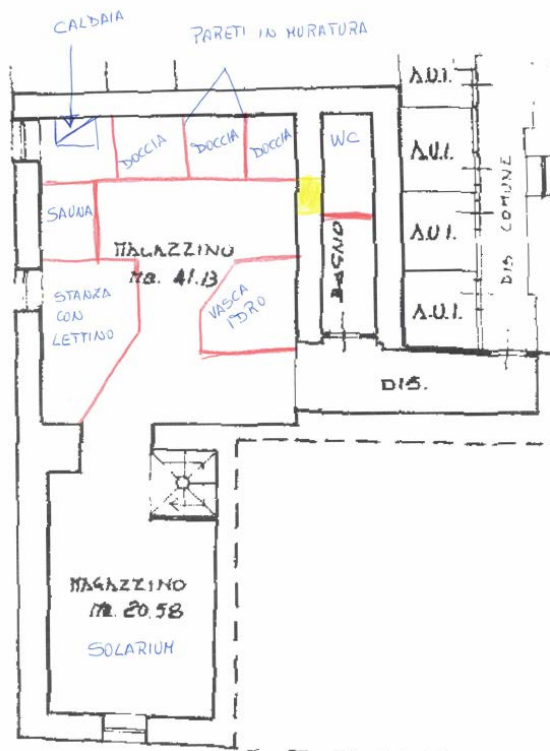 CALDAIA
PARETI IN MURATURA
A.U.I.
DOCCIA
DOCCIA
DOCCIA
WC
A.U.I.
SAUNA
DIS COMUNE
MAGAZZINO
MQ. 41.13
BAGNO
A.U.I.
STANZA
CON
LETTINO
VASCA
IDRO
A.U.I.
DIS.
MAGAZZINO
MQ. 20.58
SOLARIUM